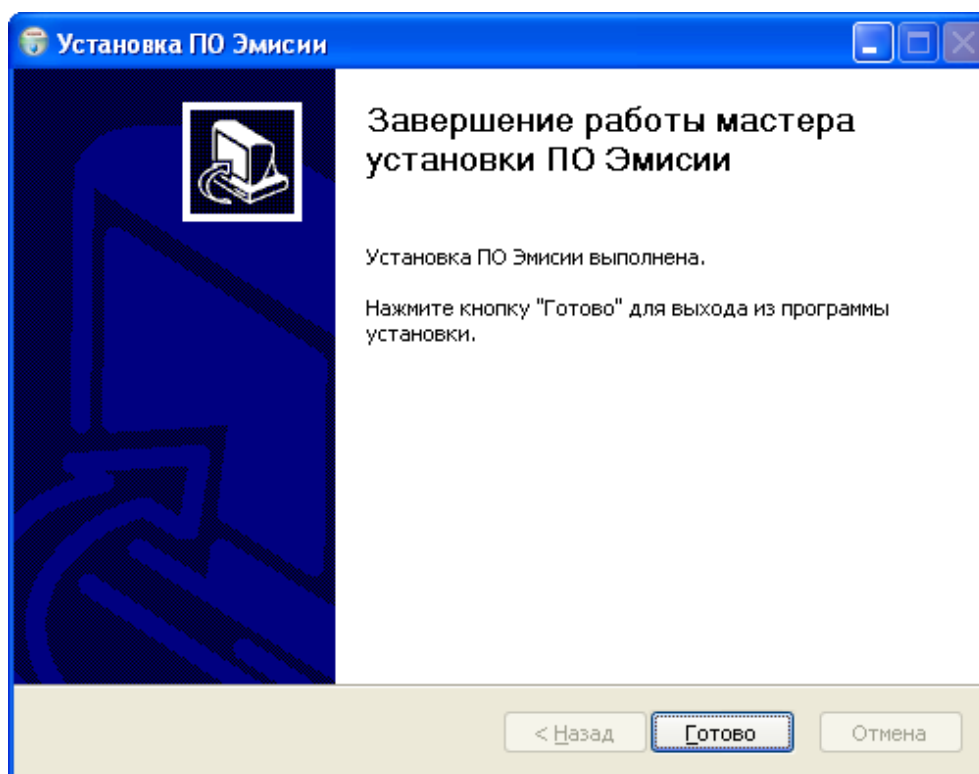 Установка ПО Эмисии
Завершение работы мастера
установки ПО Эмисии
Установка ПО Эмисии выполнена.
Нажмите кнопку "Готово" для выхода из программы
установки.
< Назад
Готово
Отмена